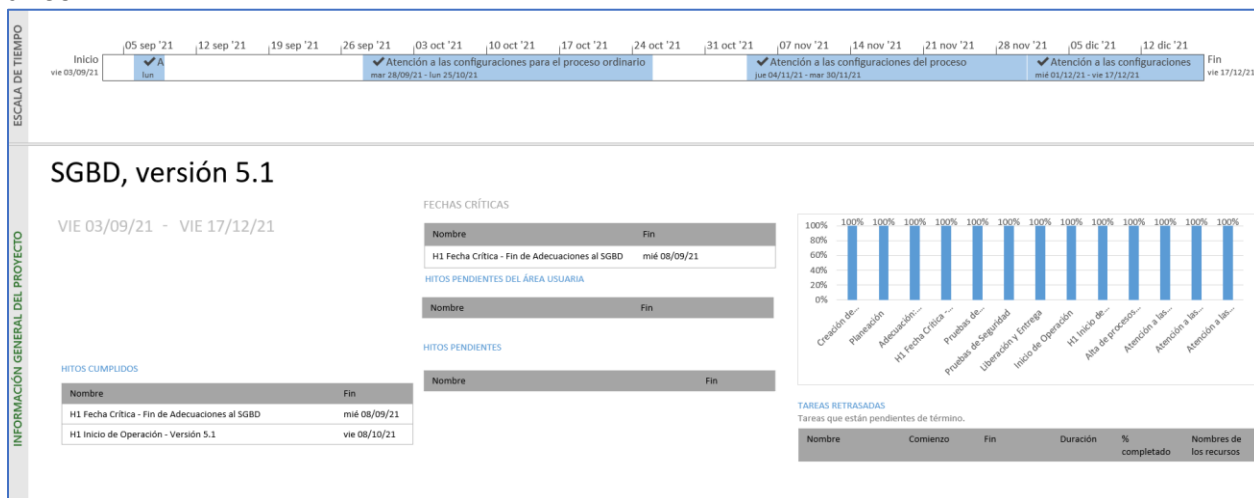 ESCALA DE TIEMPO
05 sep '21 12 sep '21 19 sep '21 26 sep '21 03 oct '21 10 oct '21 17 oct '21 24 oct '21 31 oct '21 07 nov '21 14 nov '21 21 nov '21 28 nov '21 05 dic '21 12 dic '21
Inicio
vie 03/09/21
A
lun
Atención a las configuraciones para el proceso ordinario
mar 28/09/21 - lun 25/10/21
Atención a las configuraciones del proceso
jue 04/11/21 - mar 30/11/21
Atención a las configuraciones
mié 01/12/21 - vie 17/12/21
Fin
vie 17/12/21
INFORMACIÓN GENERAL DEL PROYECTO
SGBD, versión 5.1
VIE 03/09/21 - VIE 17/12/21
HITOS CUMPLIDOS
Nombre Fin
H1 Fecha Crítica - Fin de Adecuaciones al SGBD mié 08/09/21
H1 Inicio de Operación - Versión 5.1 vie 08/10/21
FECHAS CRÍTICAS
Nombre Fin
H1 Fecha Crítica - Fin de Adecuaciones al SGBD mié 08/09/21
HITOS PENDIENTES DEL ÁREA USUARIA
Nombre Fin
HITOS PENDIENTES
Nombre Fin
100% 100% 100% 100% 100% 100% 100% 100% 100% 100% 100% 100% 100%
100%
80%
60%
40%
20%
0%
Creación de...
Planeación
Adecuación:...
H1 Fecha Crítica -...
Pruebas de...
Pruebas de Seguridad
Liberación y Entrega
Inicio de Operación
H1 Inicio de...
Alta de procesos...
Atención a las...
Atención a las...
Atención a las...
TAREAS RETRASADAS
Tareas que están pendientes de término.
Nombre Comienzo Fin Duración % completado Nombres de los recursos